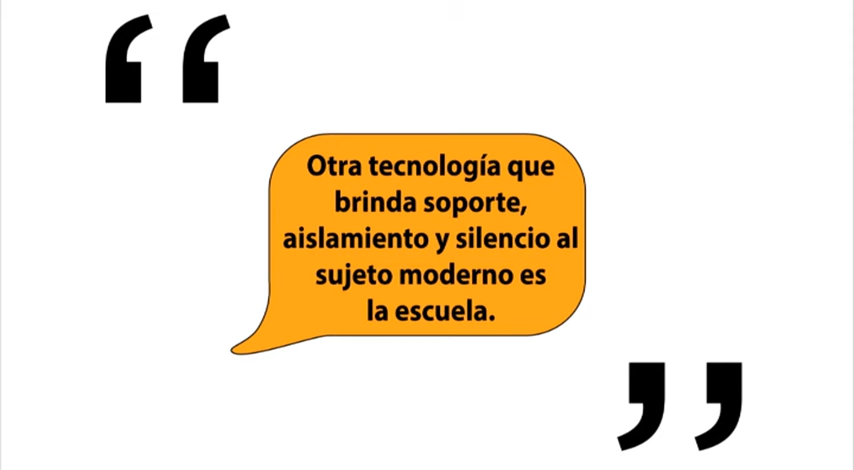 Otra tecnología que
brinda soporte,
aislamiento y silencio al
sujeto moderno es
la escuela.